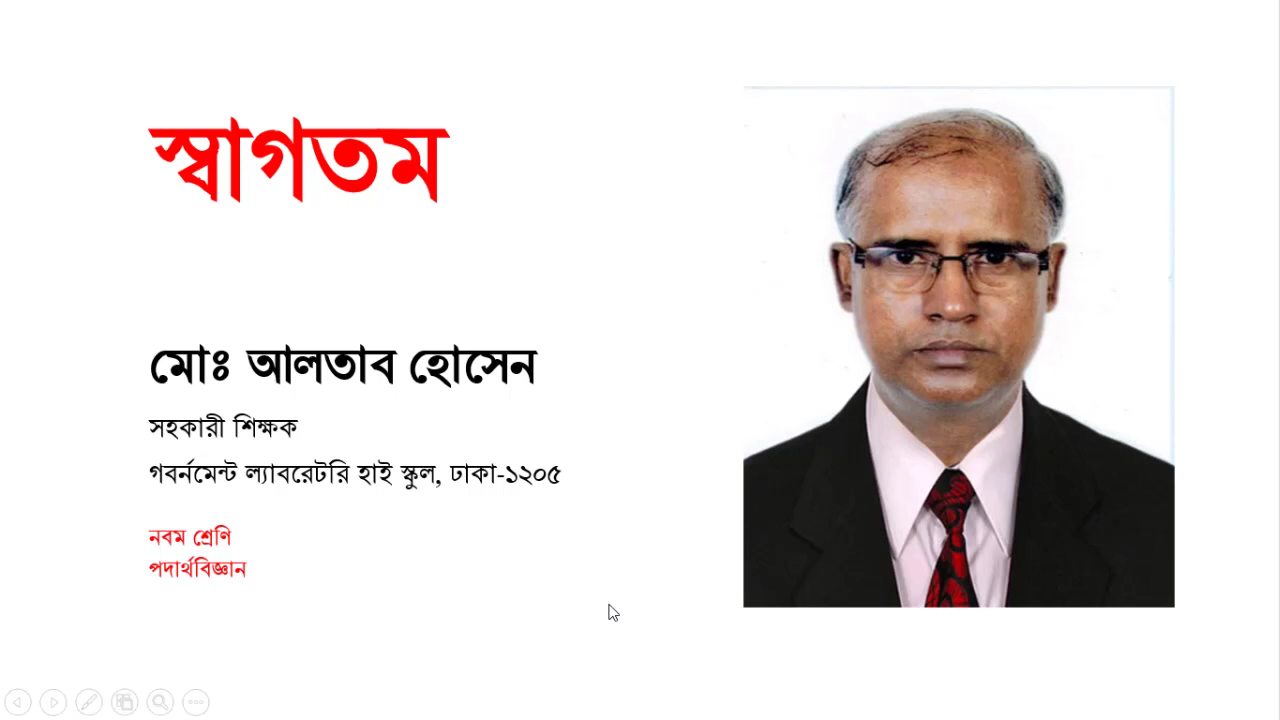 স্বাগতম
মোঃ আলতাব হোসেন
সহকারী শিক্ষক
গবর্নমেন্ট ল্যাবরেটরি হাই স্কুল, ঢাকা-১২০৫
নবম শ্রেণি
পদার্থবিজ্ঞান